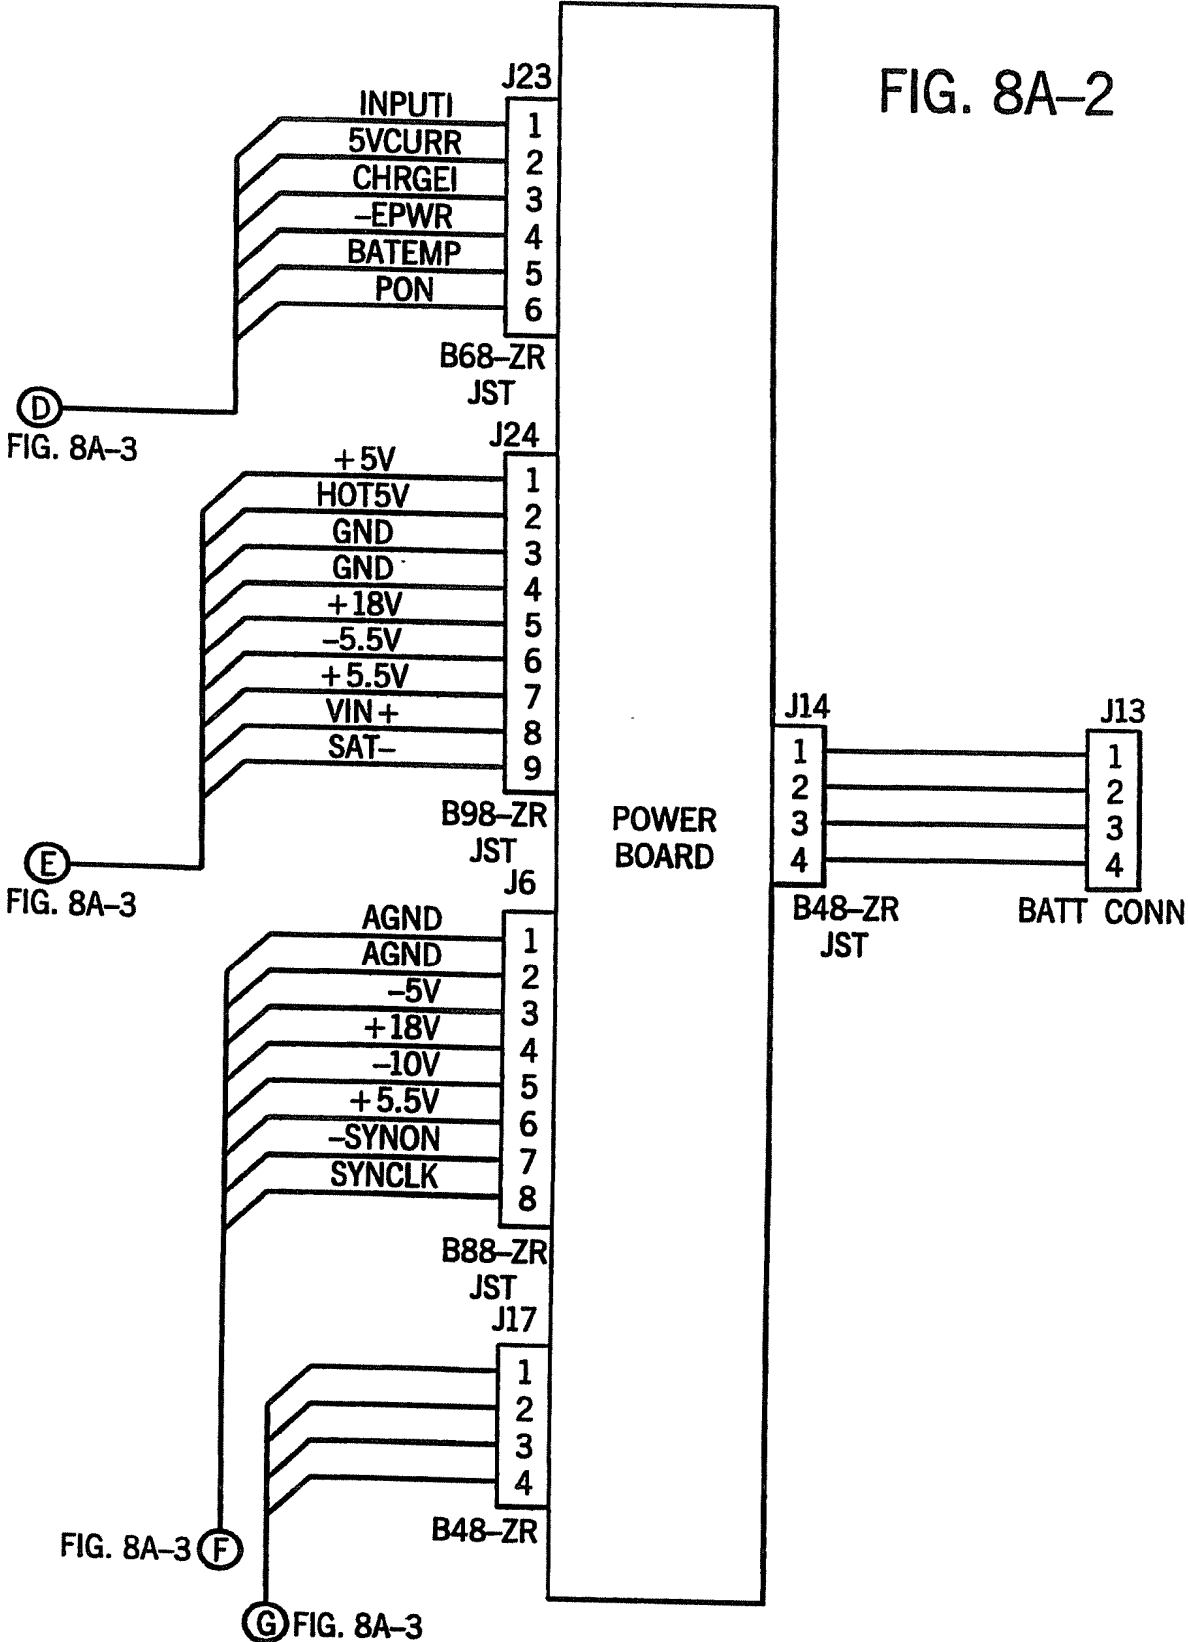 FIG. 8A–2
J23
INPUTI
1
5VCURR
2
CHRGEI
3
–EPWR
4
BATEMP
5
PON
6
B68–ZR
JST
D
FIG. 8A–3
J24
+5V
1
HOT5V
2
GND
3
GND
4
+18V
5
–5.5V
6
+5.5V
7
VIN+
8
SAT–
9
B98–ZR
JST
E
FIG. 8A–3
POWER
BOARD
J14
1
2
3
4
B48–ZR
JST
J13
1
2
3
4
BATT CONN
J6
AGND
1
AGND
2
–5V
3
+18V
4
–10V
5
+5.5V
6
–SYNON
7
SYNCLK
8
B88–ZR
JST
J17
1
2
3
4
B48–ZR
FIG. 8A–3 F
G FIG. 8A–3